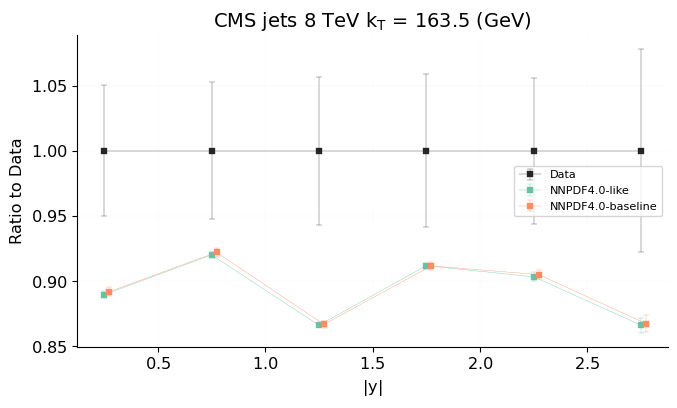 CMS jets 8 TeV k_T = 163.5 (GeV)
Ratio to Data
1.05
1.00
0.95
0.90
0.85
Data
NNPDF4.0-like
NNPDF4.0-baseline
0.5 1.0 1.5 2.0 2.5
|y|